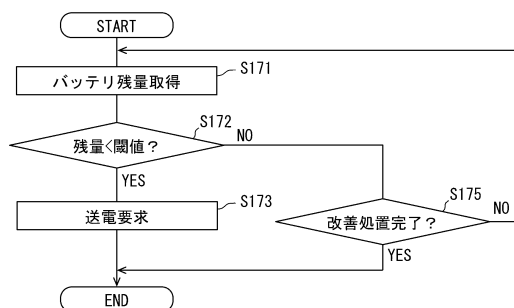 START
バッテリ残量取得
S171
残量<閾値？
S172
NO
YES
送電要求
S173
改善処置完了？
S175
NO
YES
END